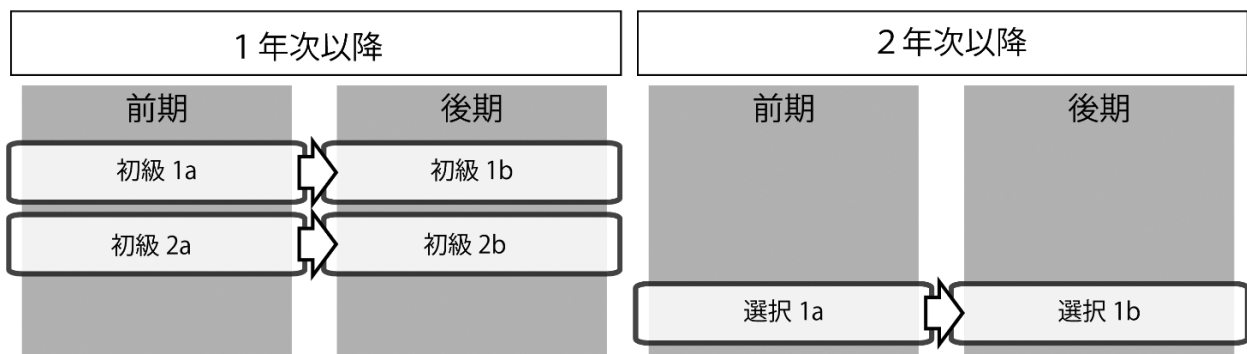 1年次以降
2年次以降
前期
後期
前期
後期
初級 1a
初級 1b
初級 2a
初級 2b
選択 1a
選択 1b